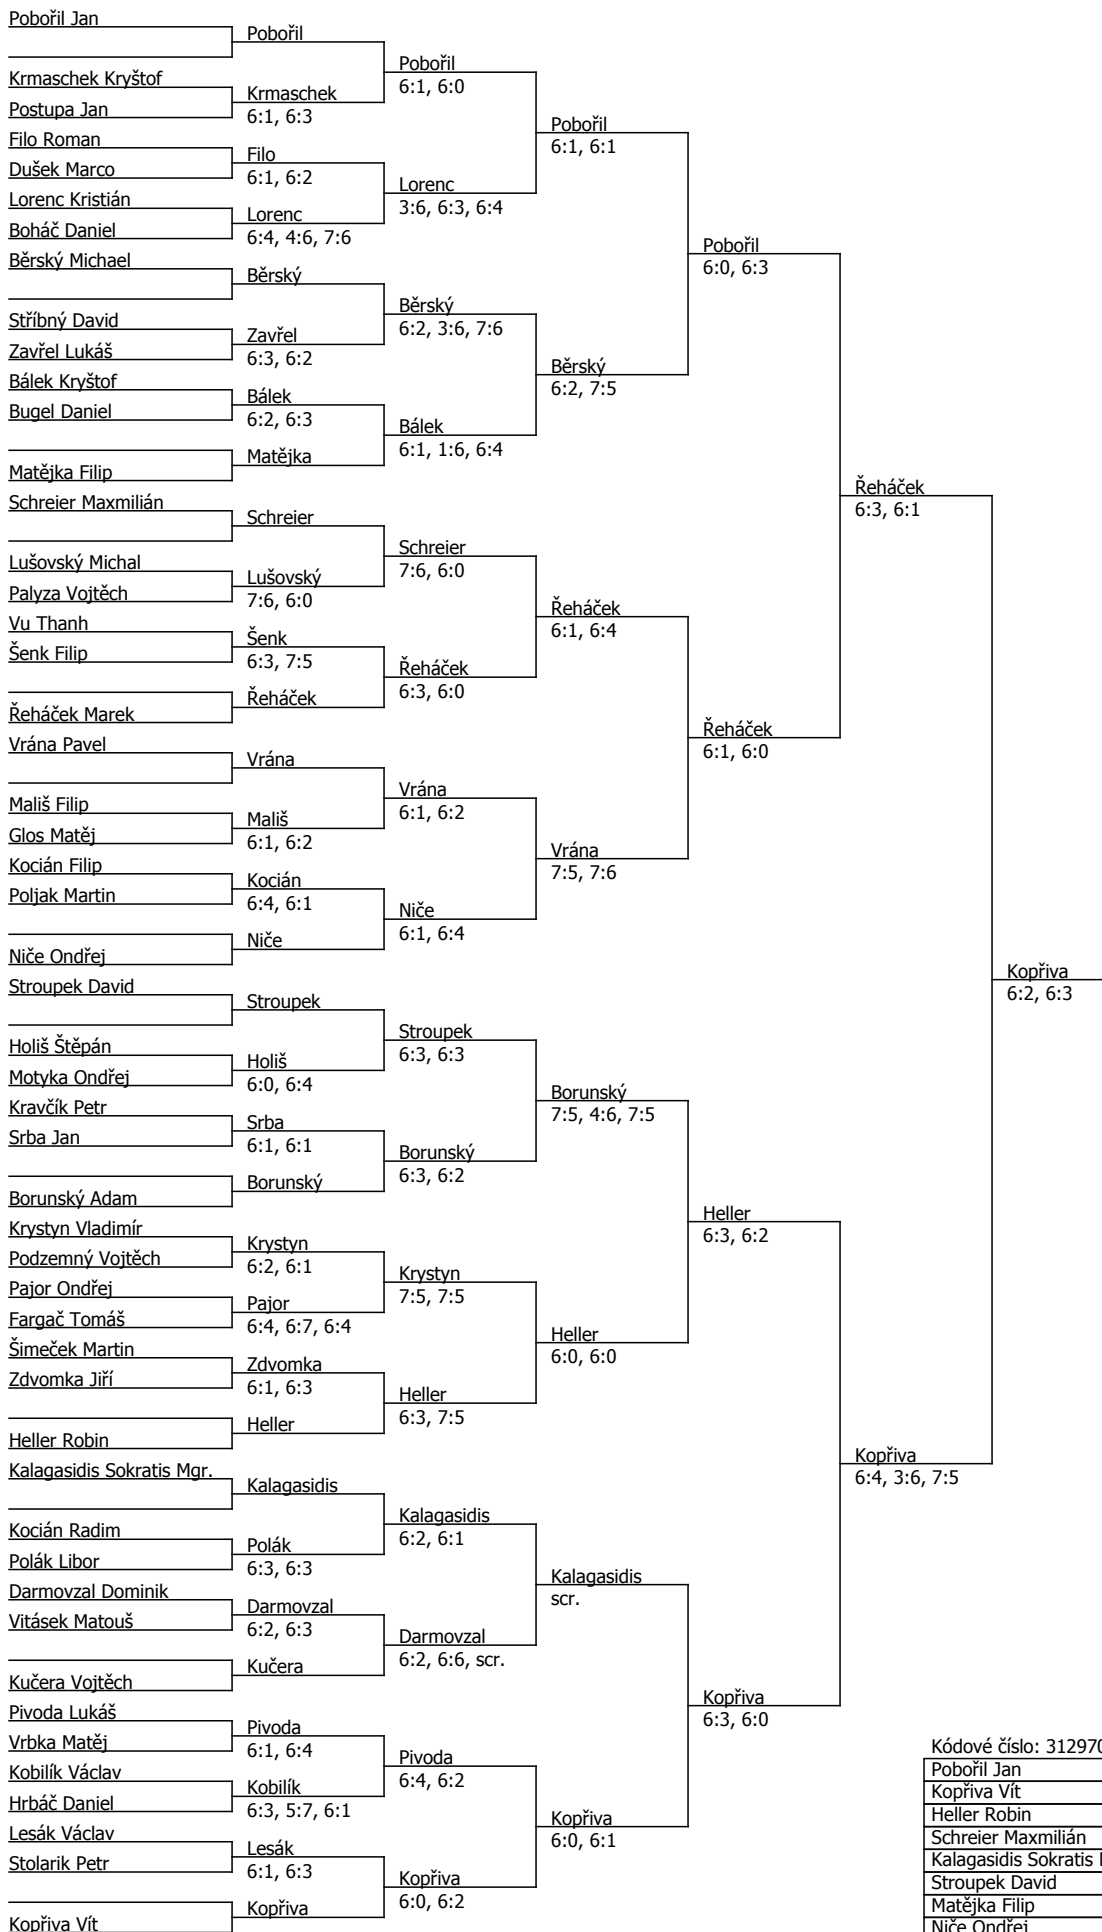 Pobořil Jan
Pobořil
Pobořil
6:1, 6:0
Krmaschek Kryštof
Krmaschek
6:1, 6:3
Postupa Jan
Pobořil
6:1, 6:1
Filo Roman
Filo
6:1, 6:2
Dušek Marco
Lorenc
3:6, 6:3, 6:4
Lorenc Kristián
Lorenc
6:4, 4:6, 7:6
Boháč Daniel
Pobořil
6:0, 6:3
Běrský Michael
Běrský
Běrský
6:2, 3:6, 7:6
Stříbný David
Zavřel
6:3, 6:2
Zavřel Lukáš
Běrský
6:2, 7:5
Bálek Kryštof
Bálek
6:2, 6:3
Bugel Daniel
Bálek
6:1, 1:6, 6:4
Matějka
Matějka Filip
Řeháček
6:3, 6:1
Schreier Maxmilián
Schreier
Schreier
7:6, 6:0
Lušovský Michal
Lušovský
7:6, 6:0
Palyza Vojtěch
Řeháček
6:1, 6:4
Vu Thanh
Šenk
6:3, 7:5
Šenk Filip
Řeháček
6:3, 6:0
Řeháček
Řeháček Marek
Řeháček
6:1, 6:0
Vrána Pavel
Vrána
Vrána
6:1, 6:2
Mališ Filip
Mališ
6:1, 6:2
Glos Matěj
Vrána
7:5, 7:6
Kocián Filip
Kocián
6:4, 6:1
Poljak Martin
Niče
6:1, 6:4
Niče
Niče Ondřej
Kopřiva
6:2, 6:3
Stroupek David
Stroupek
Stroupek
6:3, 6:3
Holiš Štěpán
Holiš
6:0, 6:4
Motyka Ondřej
Borunský
7:5, 4:6, 7:5
Kravčík Petr
Srba
6:1, 6:1
Srba Jan
Borunský
6:3, 6:2
Borunský
Borunský Adam
Heller
6:3, 6:2
Krystyn Vladimír
Krystyn
6:2, 6:1
Podzemný Vojtěch
Krystyn
7:5, 7:5
Pajor Ondřej
Pajor
6:4, 6:7, 6:4
Fargač Tomáš
Heller
6:0, 6:0
Šimeček Martin
Zdvomka
6:1, 6:3
Zdvomka Jiří
Heller
6:3, 7:5
Heller
Heller Robin
Kopřiva
6:4, 3:6, 7:5
Kalagasidis Sokratis Mgr.
Kalagasidis
Kalagasidis
6:2, 6:1
Kocián Radim
Polák
6:3, 6:3
Polák Libor
Kalagasidis
scr.
Darmovzal Dominik
Darmovzal
6:2, 6:3
Vitásek Matouš
Darmovzal
6:2, 6:6, scr.
Kučera
Kučera Vojtěch
Kopřiva
6:3, 6:0
Pivoda Lukáš
Pivoda
6:1, 6:4
Vrbka Matěj
Pivoda
6:4, 6:2
Kobilík Václav
Kobilík
6:3, 5:7, 6:1
Hrbáč Daniel
Kopřiva
6:0, 6:1
Lesák Václav
Lesák
6:1, 6:3
Stolarik Petr
Kopřiva
6:0, 6:2
Kopřiva
Kopřiva Vít
Kódové číslo: 312970
Pobořil Jan
Kopřiva Vít
Heller Robin
Schreier Maxmilián
Kalagasidis Sokratis
Stroupek David
Matějka Filip
Niče Ondřej